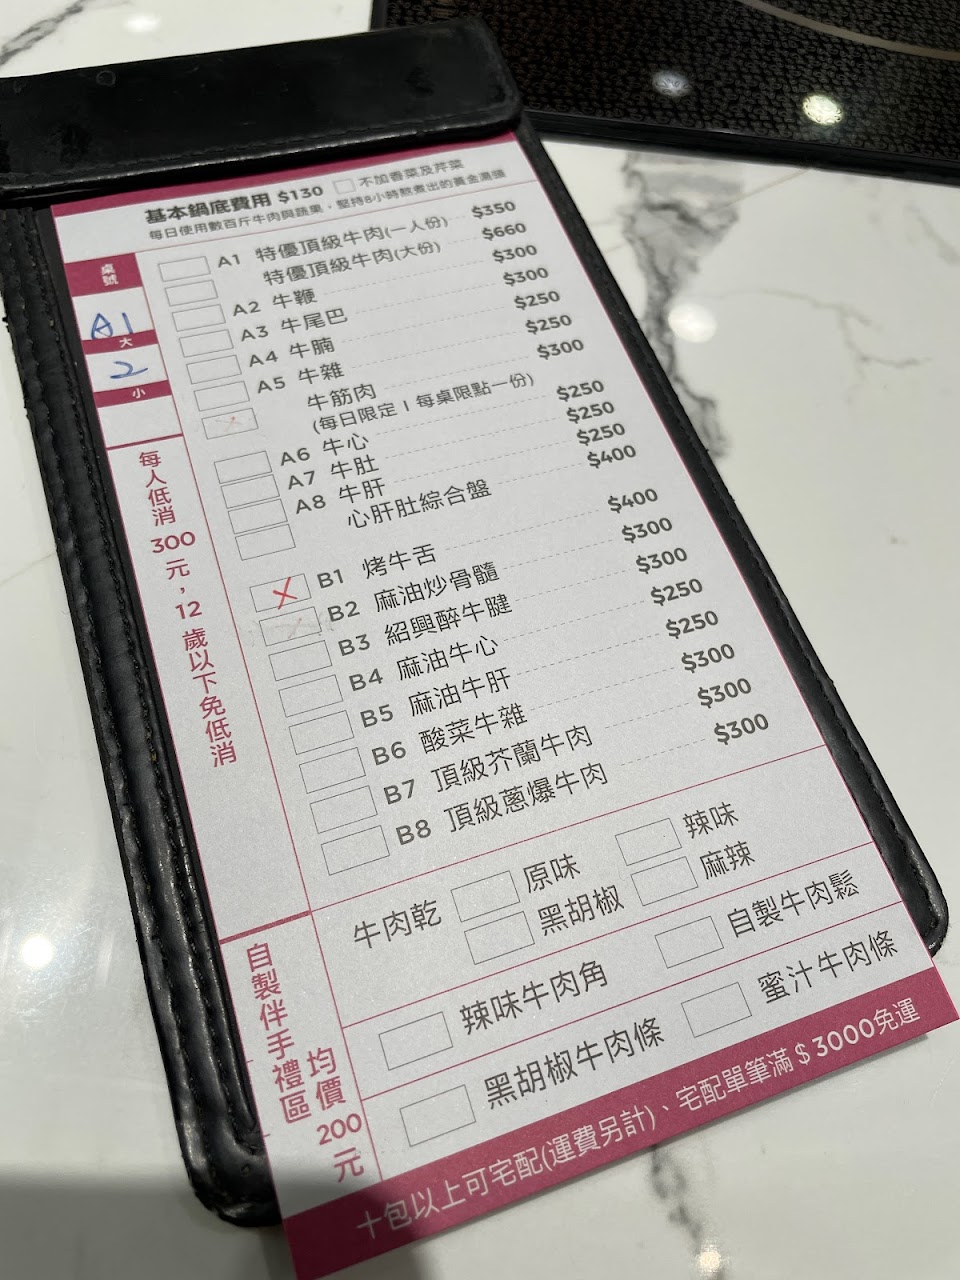 基本鍋底費用 $130 不加香菜及芹菜
每日使用數百斤牛肉與蔬果，堅持8小時熬煮出的黃金湯頭
桌號
A1
大
2
小
每人低消 300 元，12 歲以下免低消
A1 特優頂級牛肉(一人份) $350
特優頂級牛肉(大份) $660
A2 牛鞭 $300
A3 牛尾巴 $300
A4 牛腩 $250
A5 牛雜 $250
牛筋肉 $300
(每日限定 | 每桌限點一份)
A6 牛心 $250
A7 牛肚 $250
A8 牛肝 $250
心肝肚綜合盤 $400
B1 烤牛舌 $400
B2 麻油炒骨髓 $300
B3 紹興醉牛腱 $300
B4 麻油牛心 $250
B5 麻油牛肝 $250
B6 酸菜牛雜 $300
B7 頂級芥蘭牛肉 $300
B8 頂級蔥爆牛肉 $300
自製伴手禮區
均價 200 元
牛肉乾 原味 辣味
黑胡椒 麻辣
辣味牛肉角 自製牛肉鬆
黑胡椒牛肉條 蜜汁牛肉條
十包以上可宅配(運費另計)、宅配單筆滿 $ 3000免運